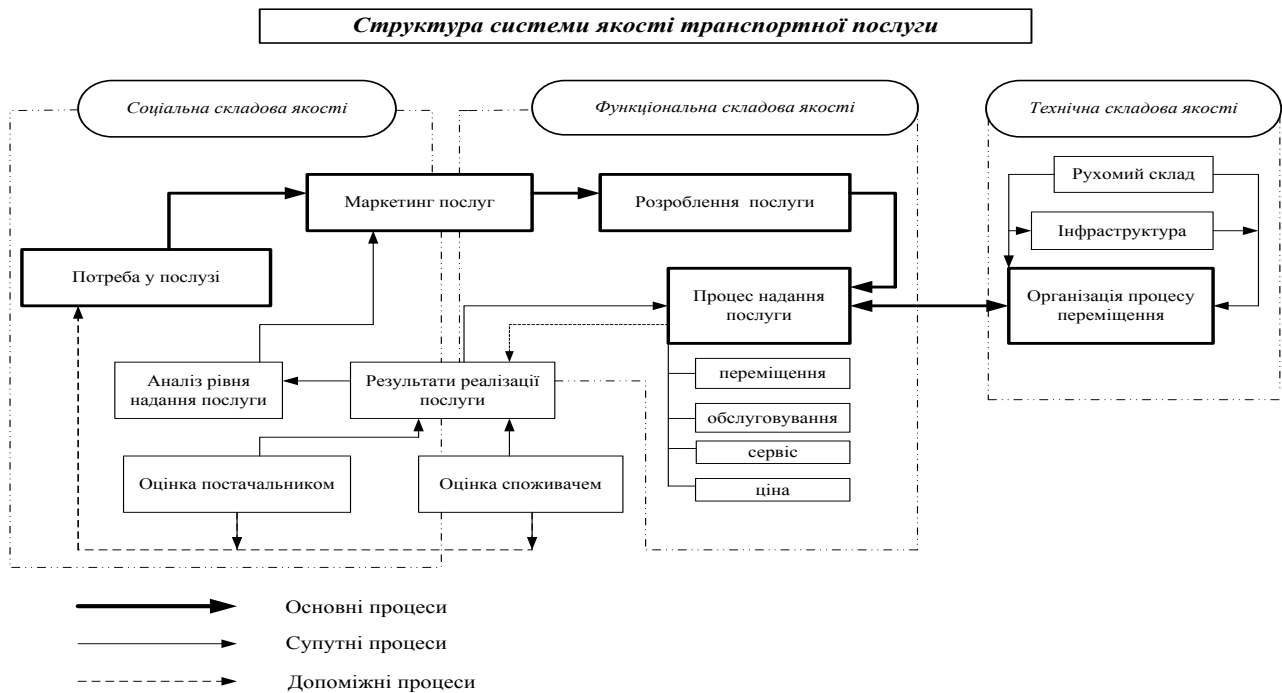 Структура системи якості транспортної послуги
Соціальна складова якості
Функціональна складова якості
Технічна складова якості
Рухомий склад
Маркетинг послуг
Розроблення послуги
Інфраструктура
Потреба у послузі
Процес надання
послуги
Організація процесу
переміщення
Аналіз рівня
надання послуги
Результати реалізації
послуги
переміщення
обслуговування
сервіс
ціна
Оцінка постачальником
Оцінка споживачем
Основні процеси
Супутні процеси
Допоміжні процеси